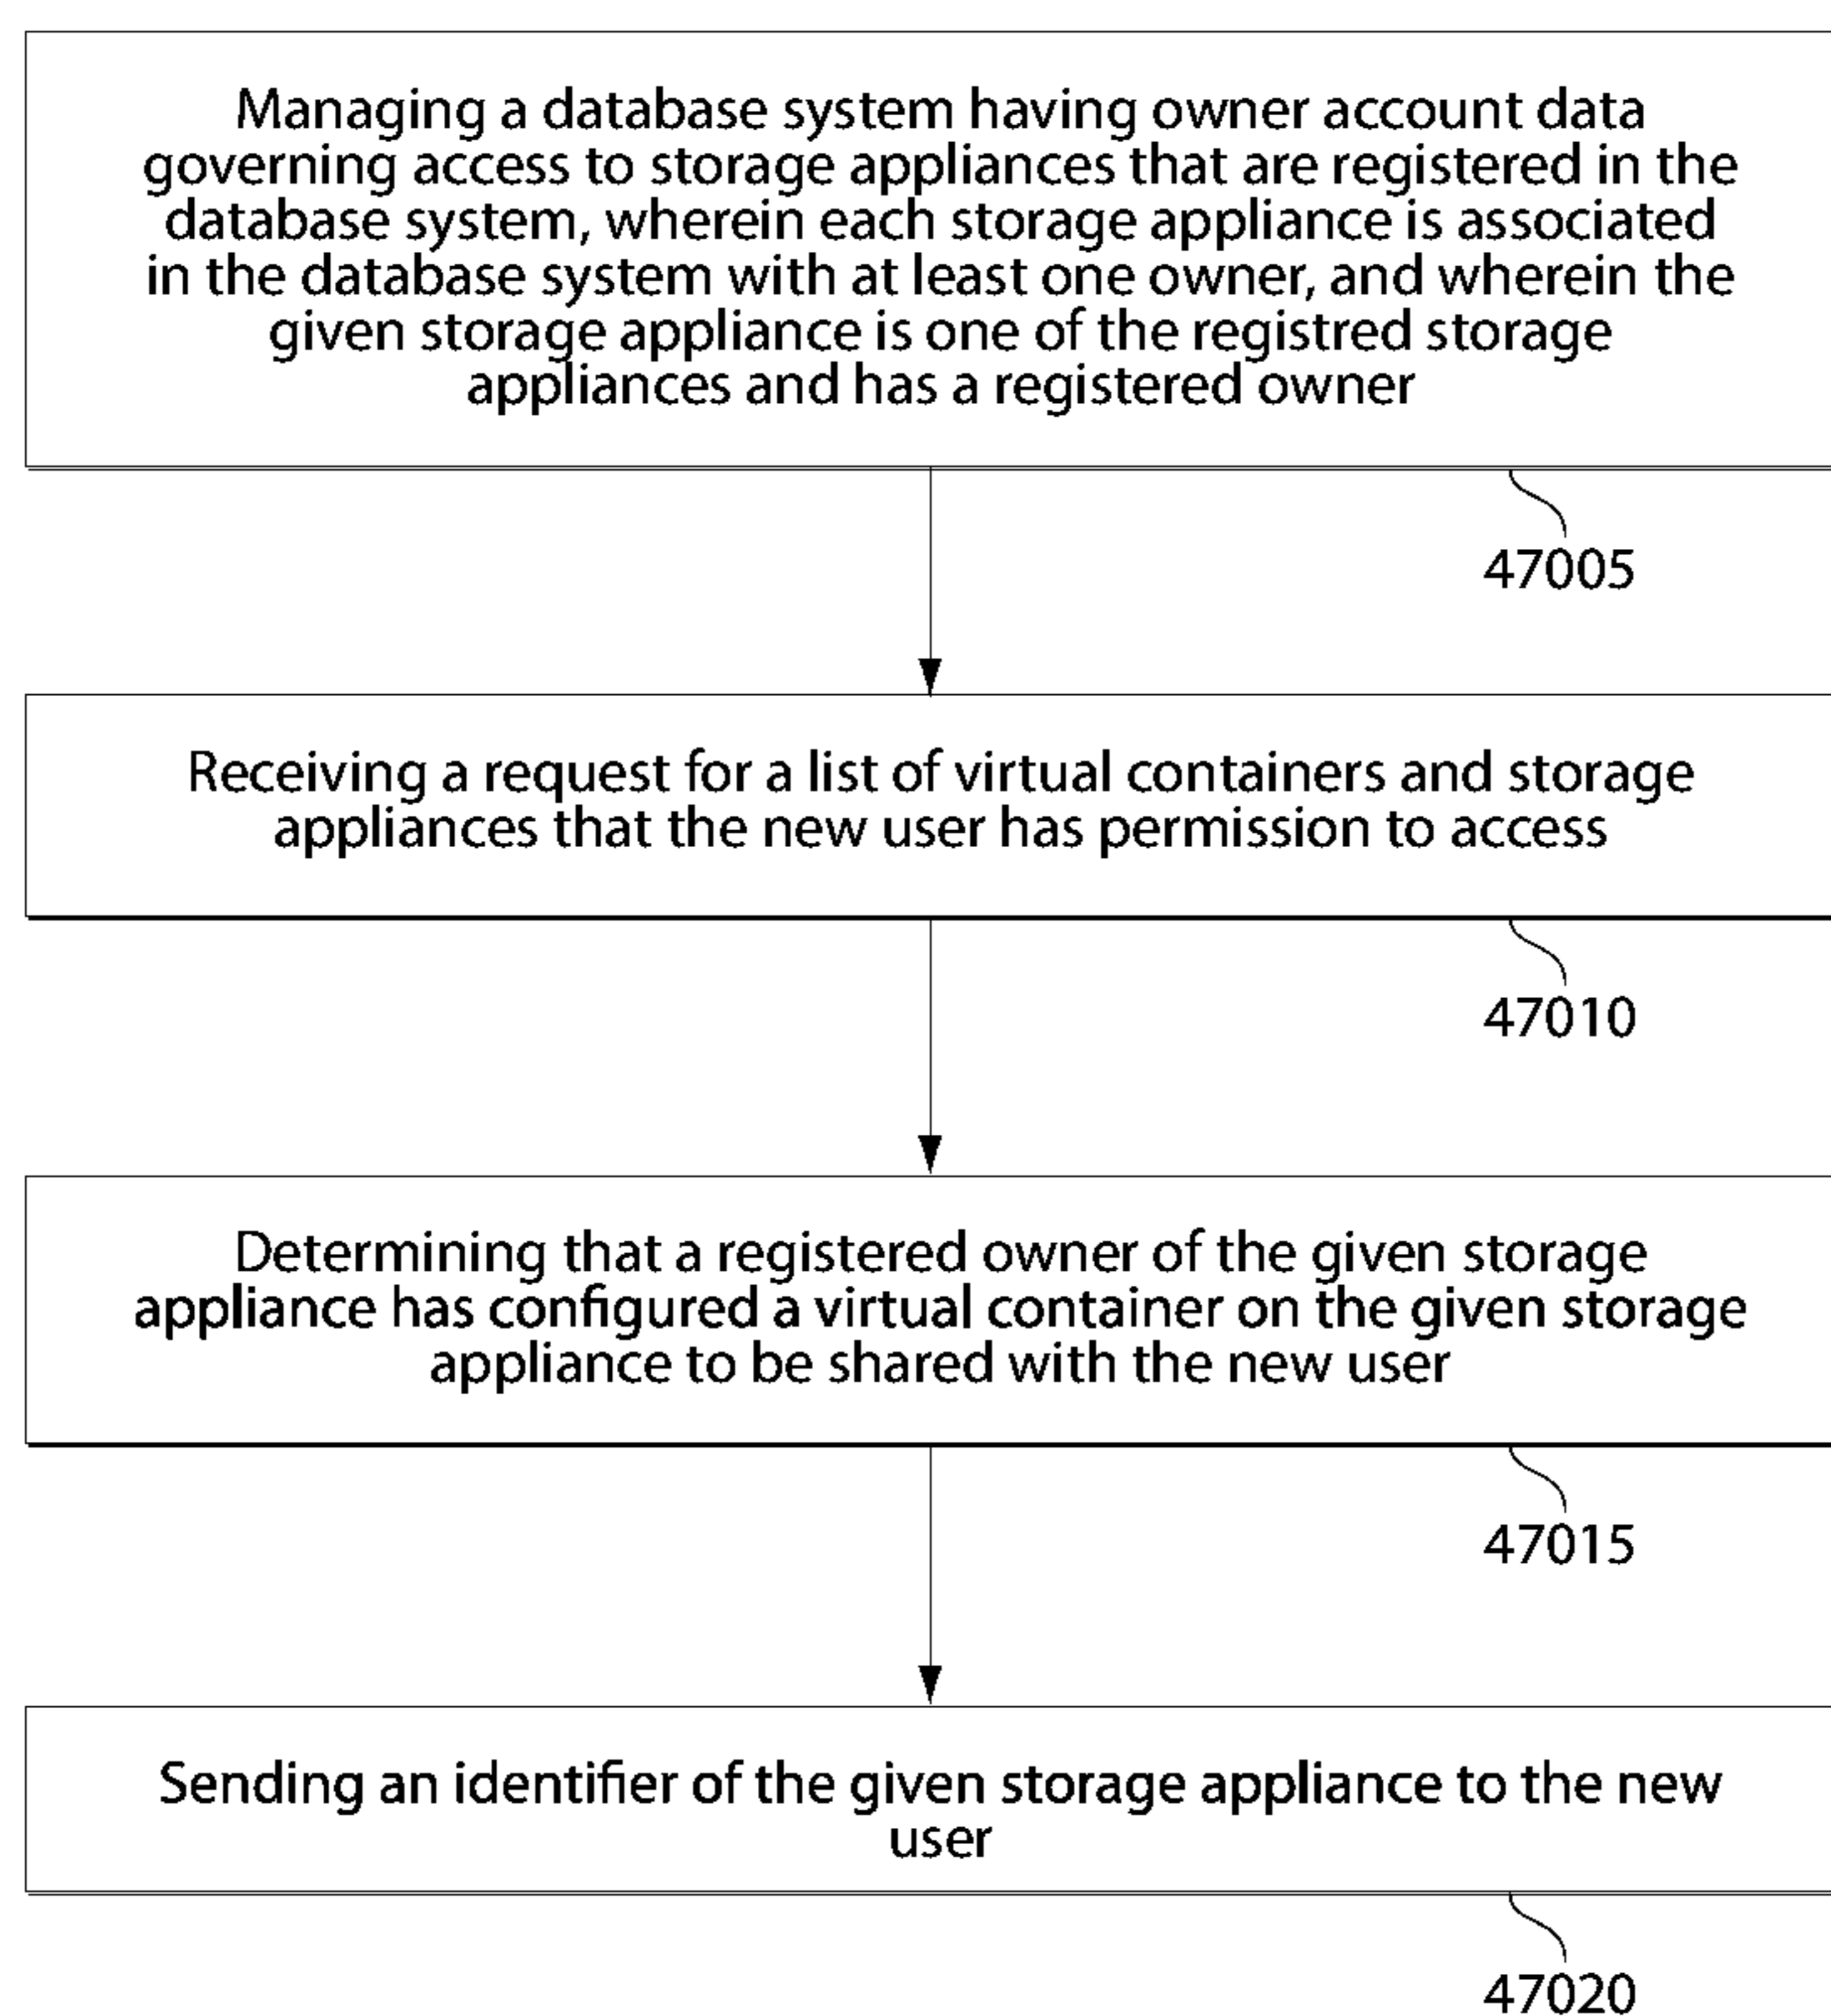 Managing a database system having owner account data
governing access to storage appliances that are registered in the
database system, wherein each storage appliance is associated
in the database system with at least one owner, and wherein the
given storage appliance is one of the registred storage
appliances and has a registered owner
47005
Receiving a request for a list of virtual containers and storage
appliances that the new user has permission to access
47010
Determining that a registered owner of the given storage
appliance has configured a virtual container on the given storage
appliance to be shared with the new user
47015
Sending an identifier of the given storage appliance to the new
user
47020